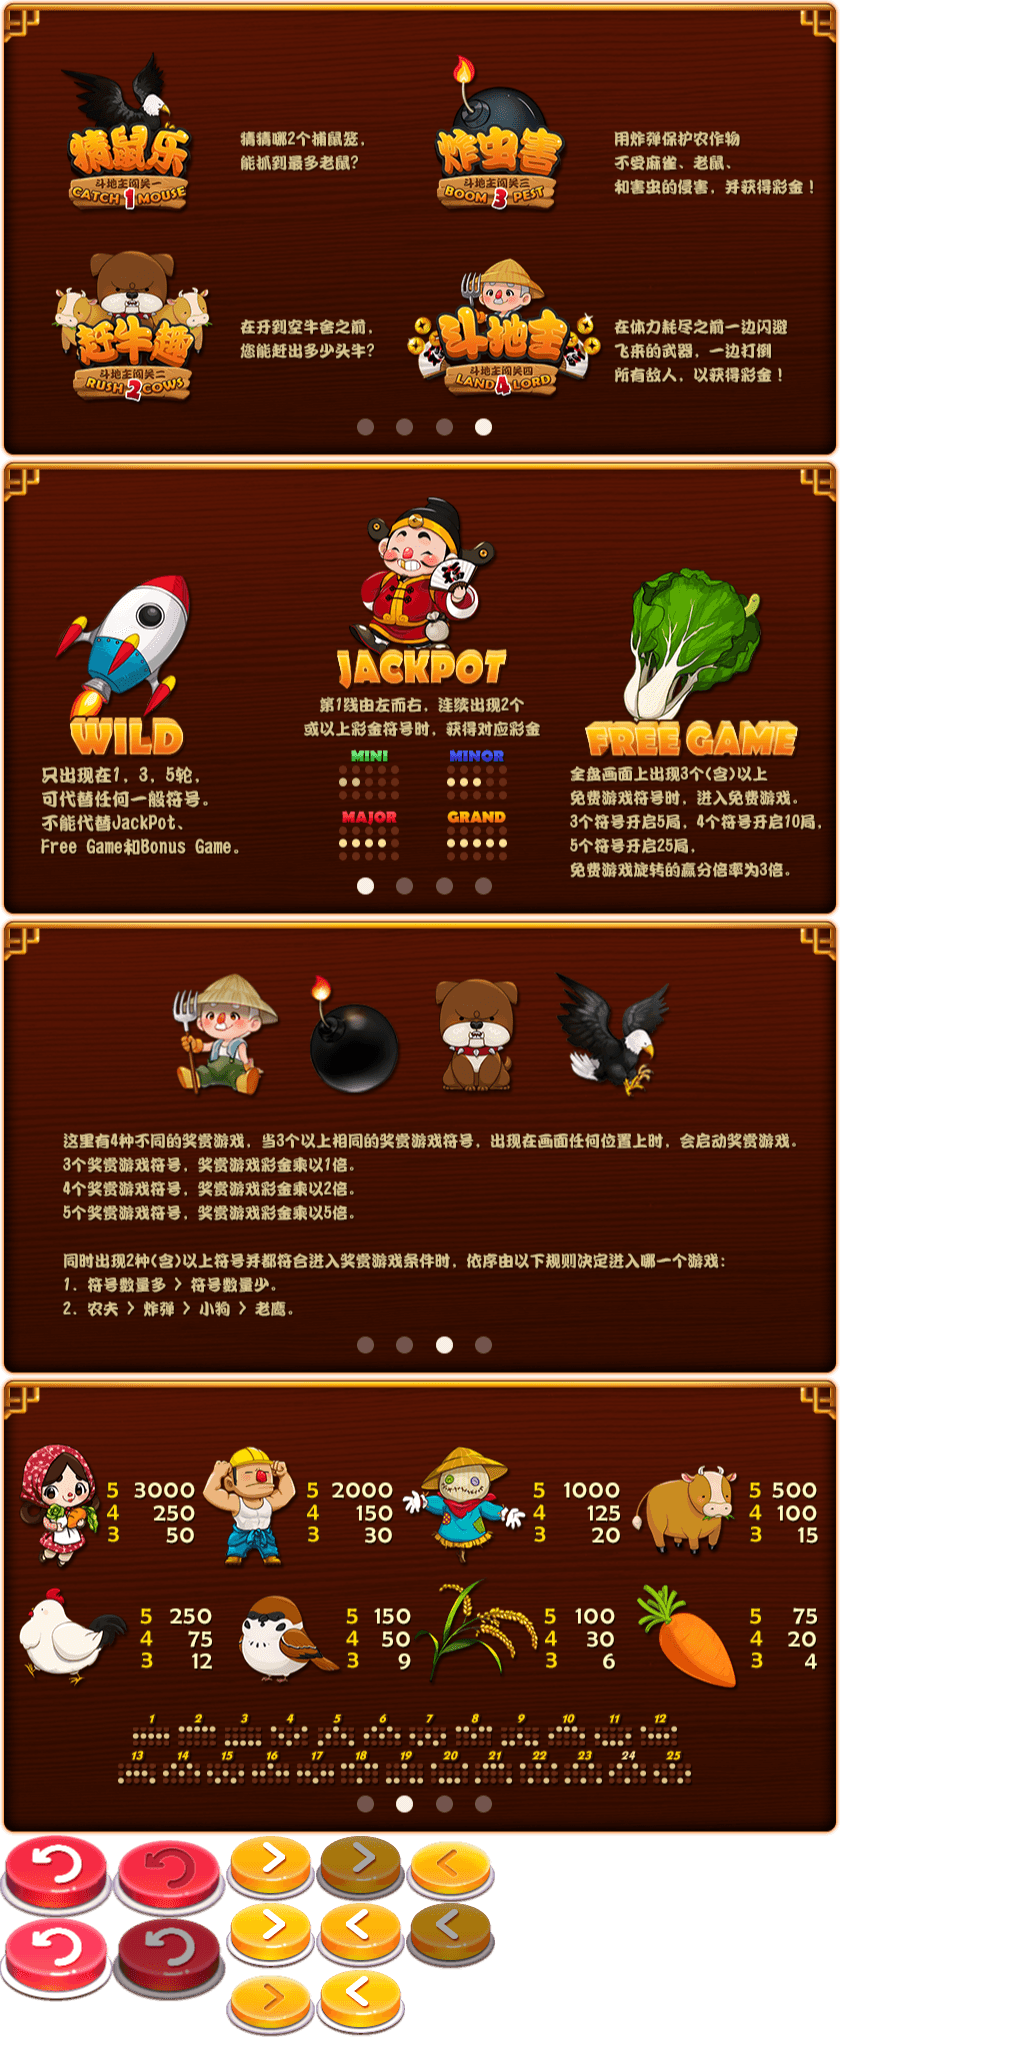 猜鼠乐
斗地主闯关一
CATCH 1 MOUSE
猜猜哪2个捕鼠笼,
能抓到最多老鼠?
炸虫害
斗地主闯关三
BOOM 3 PEST
用炸弹保护农作物
不受麻雀、老鼠、
和害虫的侵害, 并获得彩金!
赶牛趣
斗地主闯关二
RUSH 2 COWS
在开到空牛舍之前,
您能赶出多少头牛?
斗地主
斗地主闯关四
LAND 4 LORD
在体力耗尽之前一边闪避
飞来的武器, 一边打倒
所有敌人, 以获得彩金!
WILD
只出现在1, 3, 5轮,
可代替任何一般符号。
不能代替JackPot、
Free Game和Bonus Game。
JACKPOT
第1线由左而右, 连续出现2个
或以上彩金符号时, 获得对应彩金
MINI MINOR
MAJOR GRAND
FREE GAME
全盘画面上出现3个(含)以上
免费游戏符号时, 进入免费游戏。
3个符号开启5局, 4个符号开启10局,
5个符号开启25局,
免费游戏旋转的赢分倍率为3倍。
这里有4种不同的奖赏游戏, 当3个以上相同的奖赏游戏符号, 出现在画面任何位置上时, 会启动奖赏游戏。
3个奖赏游戏符号, 奖赏游戏彩金乘以1倍。
4个奖赏游戏符号, 奖赏游戏彩金乘以2倍。
5个奖赏游戏符号, 奖赏游戏彩金乘以5倍。
同时出现2种(含)以上符号并都符合进入奖赏游戏条件时, 依序由以下规则决定进入哪一个游戏:
1. 符号数量多 > 符号数量少。
2. 农夫 > 炸弹 > 小狗 > 老鹰。
5 3000 5 2000 5 1000 5 500
4 250 4 150 4 125 4 100
3 50 3 30 3 20 3 15
5 250 5 150 5 100 5 75
4 75 4 50 4 30 4 20
3 12 3 9 3 6 3 4
1 2 3 4 5 6 7 8 9 10 11 12
13 14 15 16 17 18 19 20 21 22 23 24 25